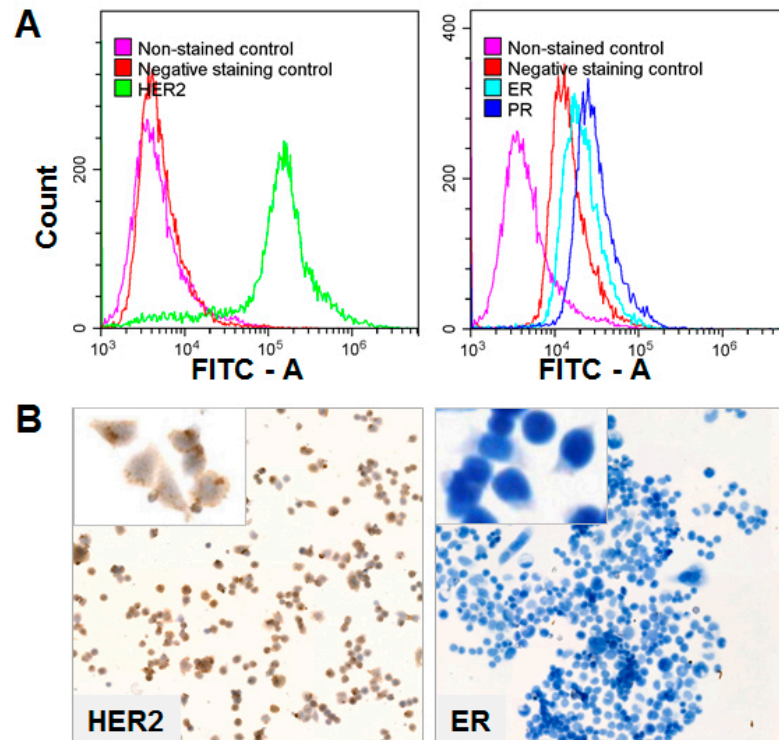 A
Non-stained control
Negative staining control
HER2
Count
0
200
10³
10⁴
10⁵
10⁶
FITC - A
Non-stained control
Negative staining control
ER
PR
0
200
400
10³
10⁴
10⁵
10⁶
FITC - A
B
HER2
ER